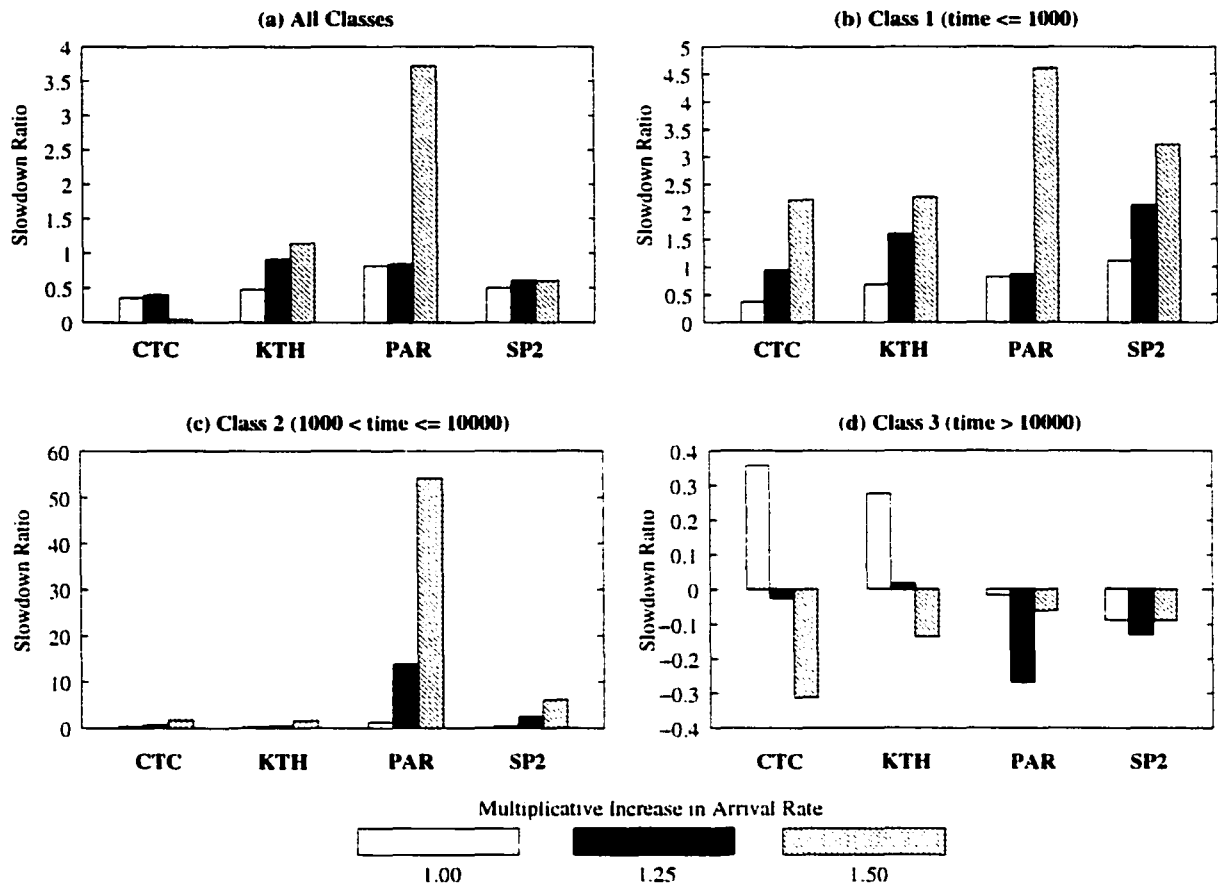 (a) All Classes
Slowdown Ratio
4
3.5
3
2.5
2
1.5
1
0.5
0
CTC KTH PAR SP2
(b) Class 1 (time <= 1000)
Slowdown Ratio
5
4.5
4
3.5
3
2.5
2
1.5
1
0.5
0
CTC KTH PAR SP2
(c) Class 2 (1000 < time <= 10000)
Slowdown Ratio
60
50
40
30
20
10
0
CTC KTH PAR SP2
(d) Class 3 (time > 10000)
Slowdown Ratio
0.4
0.3
0.2
0.1
0
-0.1
-0.2
-0.3
-0.4
CTC KTH PAR SP2
Multiplicative Increase in Arrival Rate
1.00 1.25 1.50